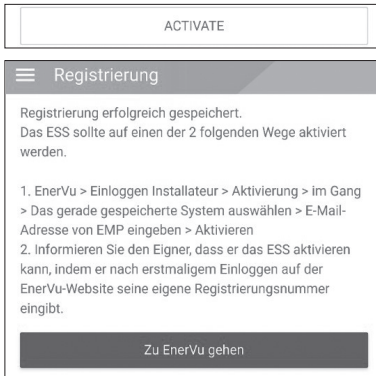 ACTIVATE
Registrierung
Registrierung erfolgreich gespeichert.
Das ESS sollte auf einen der 2 folgenden Wege aktiviert
werden.
1. EnerVu > Einloggen Installateur > Aktivierung > im Gang
> Das gerade gespeicherte System auswählen > E-Mail-
Adresse von EMP eingeben > Aktivieren
2. Informieren Sie den Eigner, dass er das ESS aktivieren
kann, indem er nach erstmaligem Einloggen auf der
EnerVu-Website seine eigene Registrierungsnummer
eingibt.
Zu EnerVu gehen